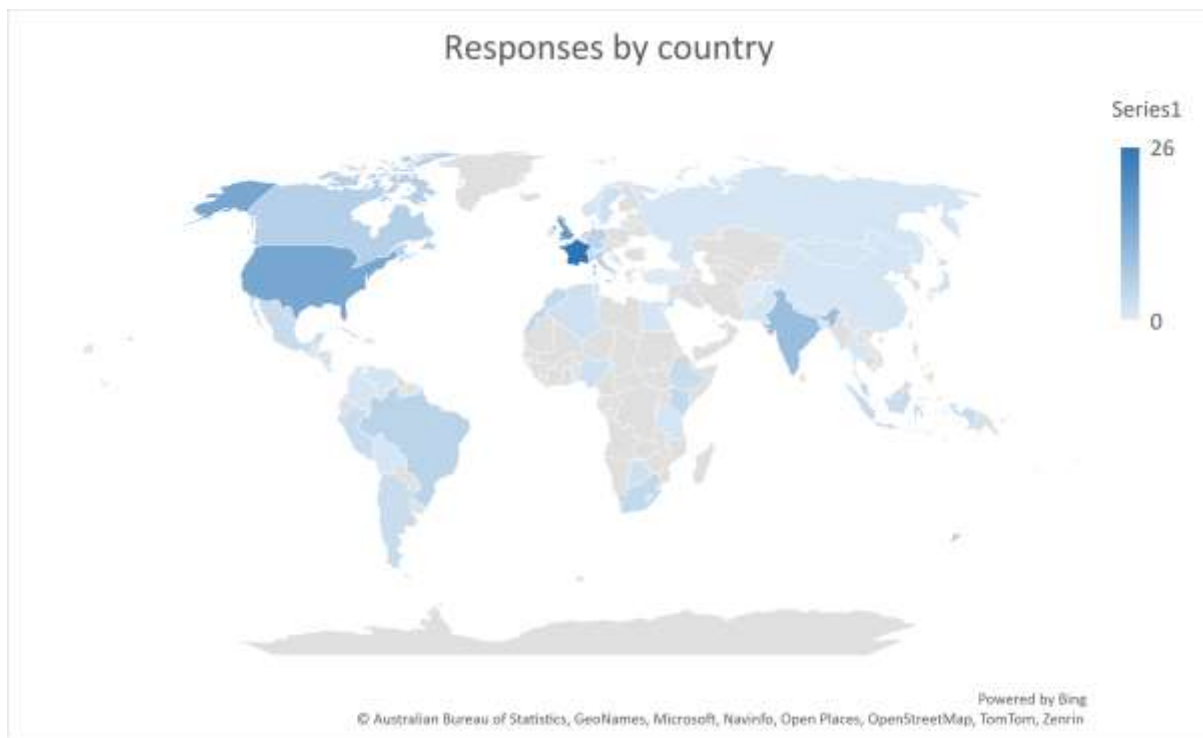 Responses by country
Series1
26
0
Powered by Bing
© Australian Bureau of Statistics, GeoNames, Microsoft, Navinfo, Open Places, OpenStreetMap, TomTom, Zenrin